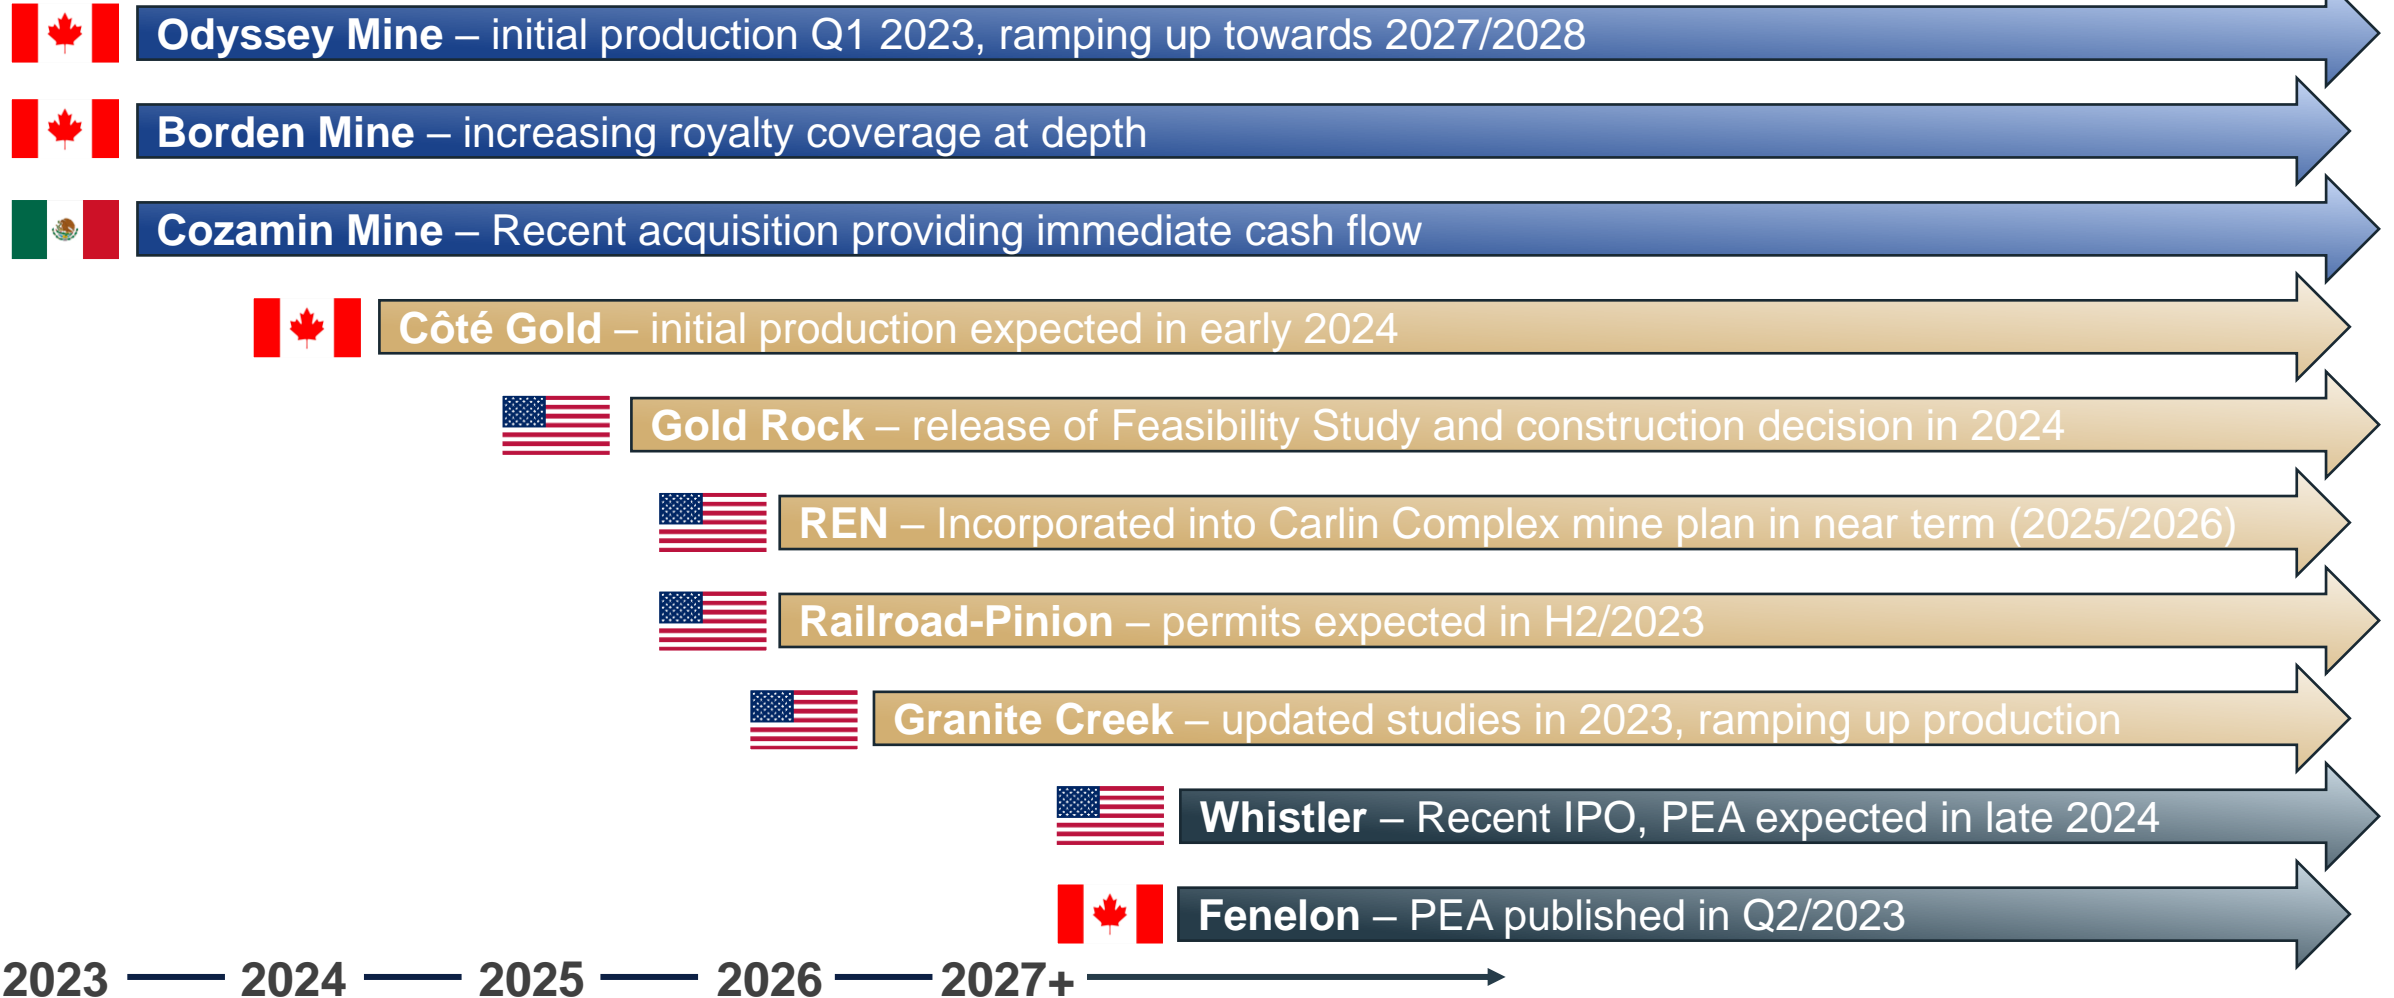 Odyssey Mine – initial production Q1 2023, ramping up towards 2027/2028
Borden Mine – increasing royalty coverage at depth
Cozamin Mine – Recent acquisition providing immediate cash flow
Côté Gold – initial production expected in early 2024
Gold Rock – release of Feasibility Study and construction decision in 2024
REN – Incorporated into Carlin Complex mine plan in near term (2025/2026)
Railroad-Pinion – permits expected in H2/2023
Granite Creek – updated studies in 2023, ramping up production
Whistler – Recent IPO, PEA expected in late 2024
Fenelon – PEA published in Q2/2023
2023 2024 2025 2026 2027+